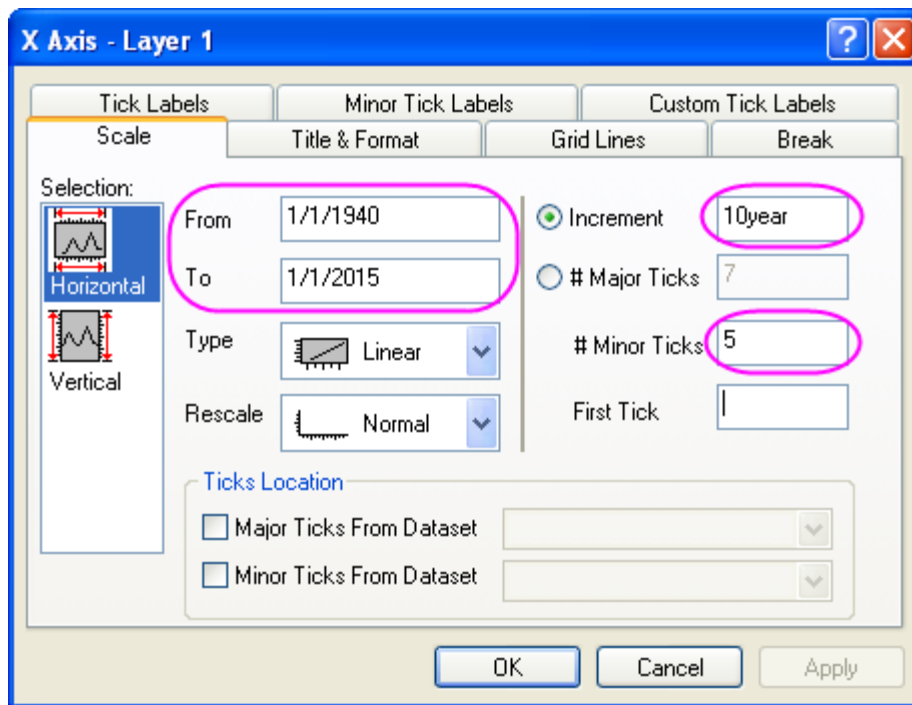 X Axis - Layer 1
?
Tick Labels
Minor Tick Labels
Custom Tick Labels
Scale
Title & Format
Grid Lines
Break
Selection:
Horizontal
Vertical
From 1/1/1940
To 1/1/2015
Type Linear
Rescale Normal
Increment 10year
# Major Ticks 7
# Minor Ticks 5
First Tick
Ticks Location
Major Ticks From Dataset
Minor Ticks From Dataset
OK
Cancel
Apply